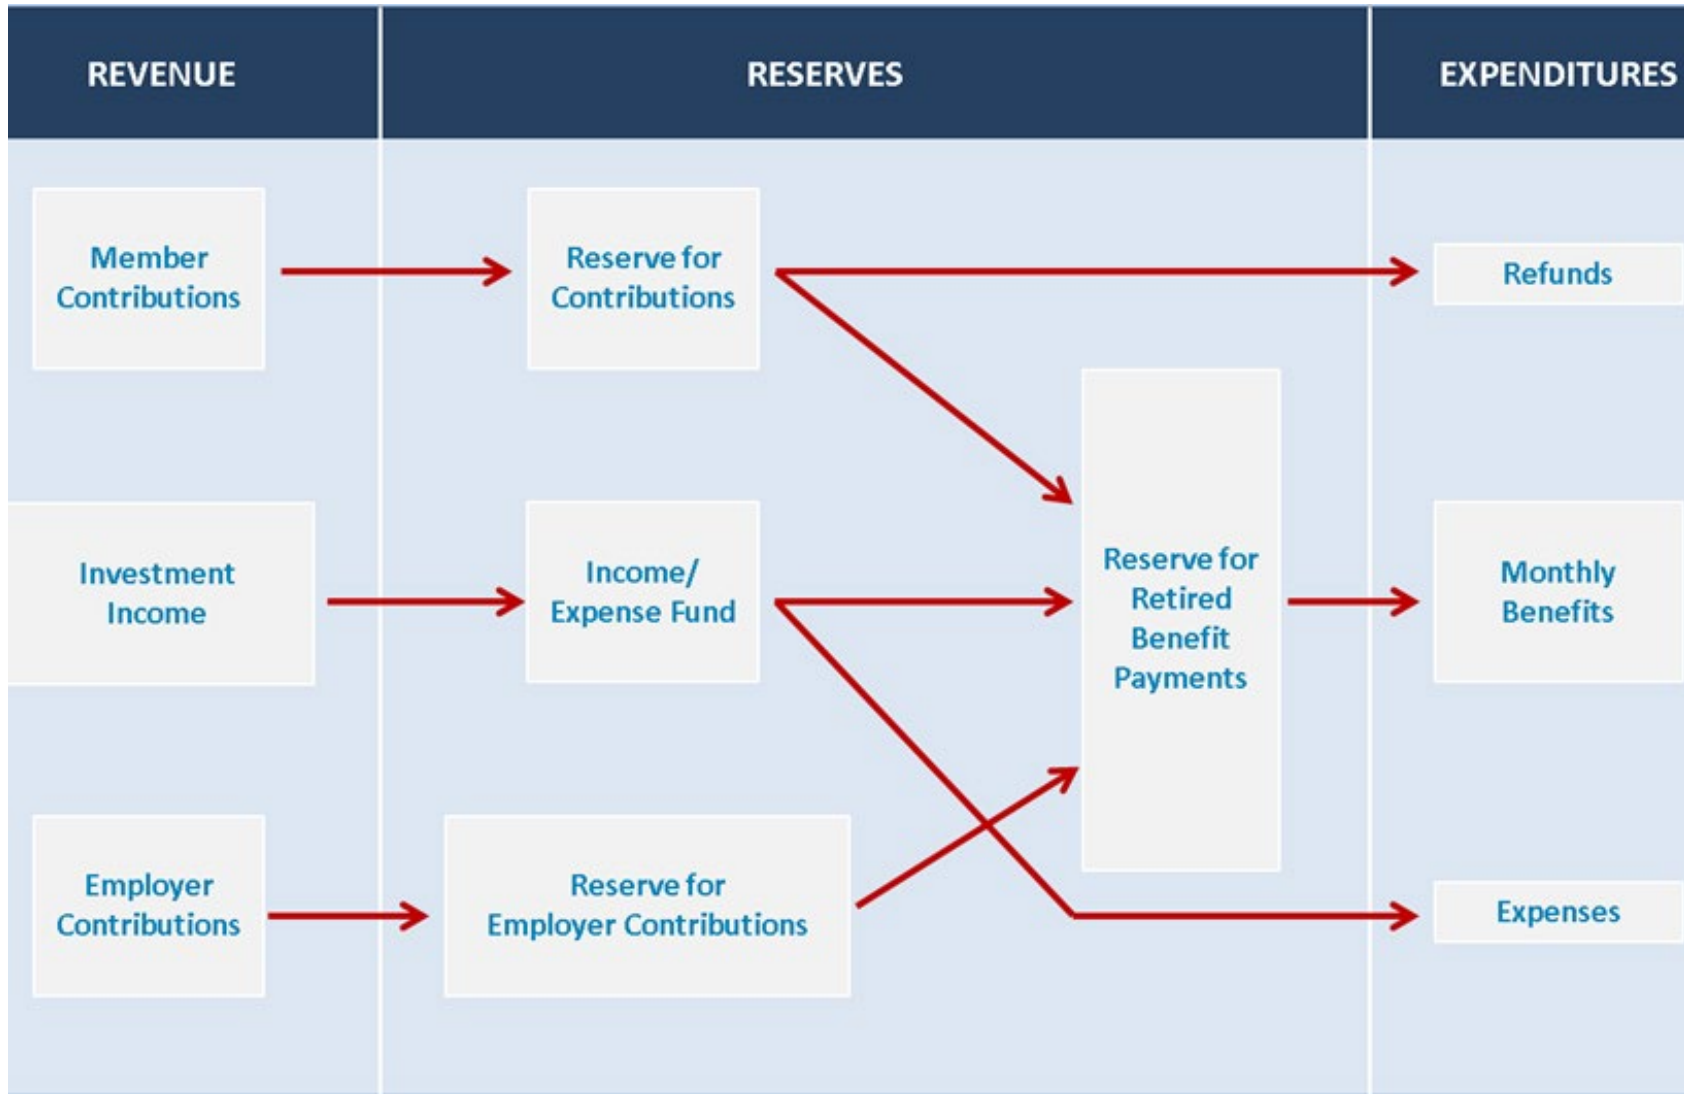 REVENUE
RESERVES
EXPENDITURES
Member
Contributions
Reserve for
Contributions
Refunds
Investment
Income
Income/
Expense Fund
Reserve for
Retired
Benefit
Payments
Monthly
Benefits
Employer
Contributions
Reserve for
Employer Contributions
Expenses